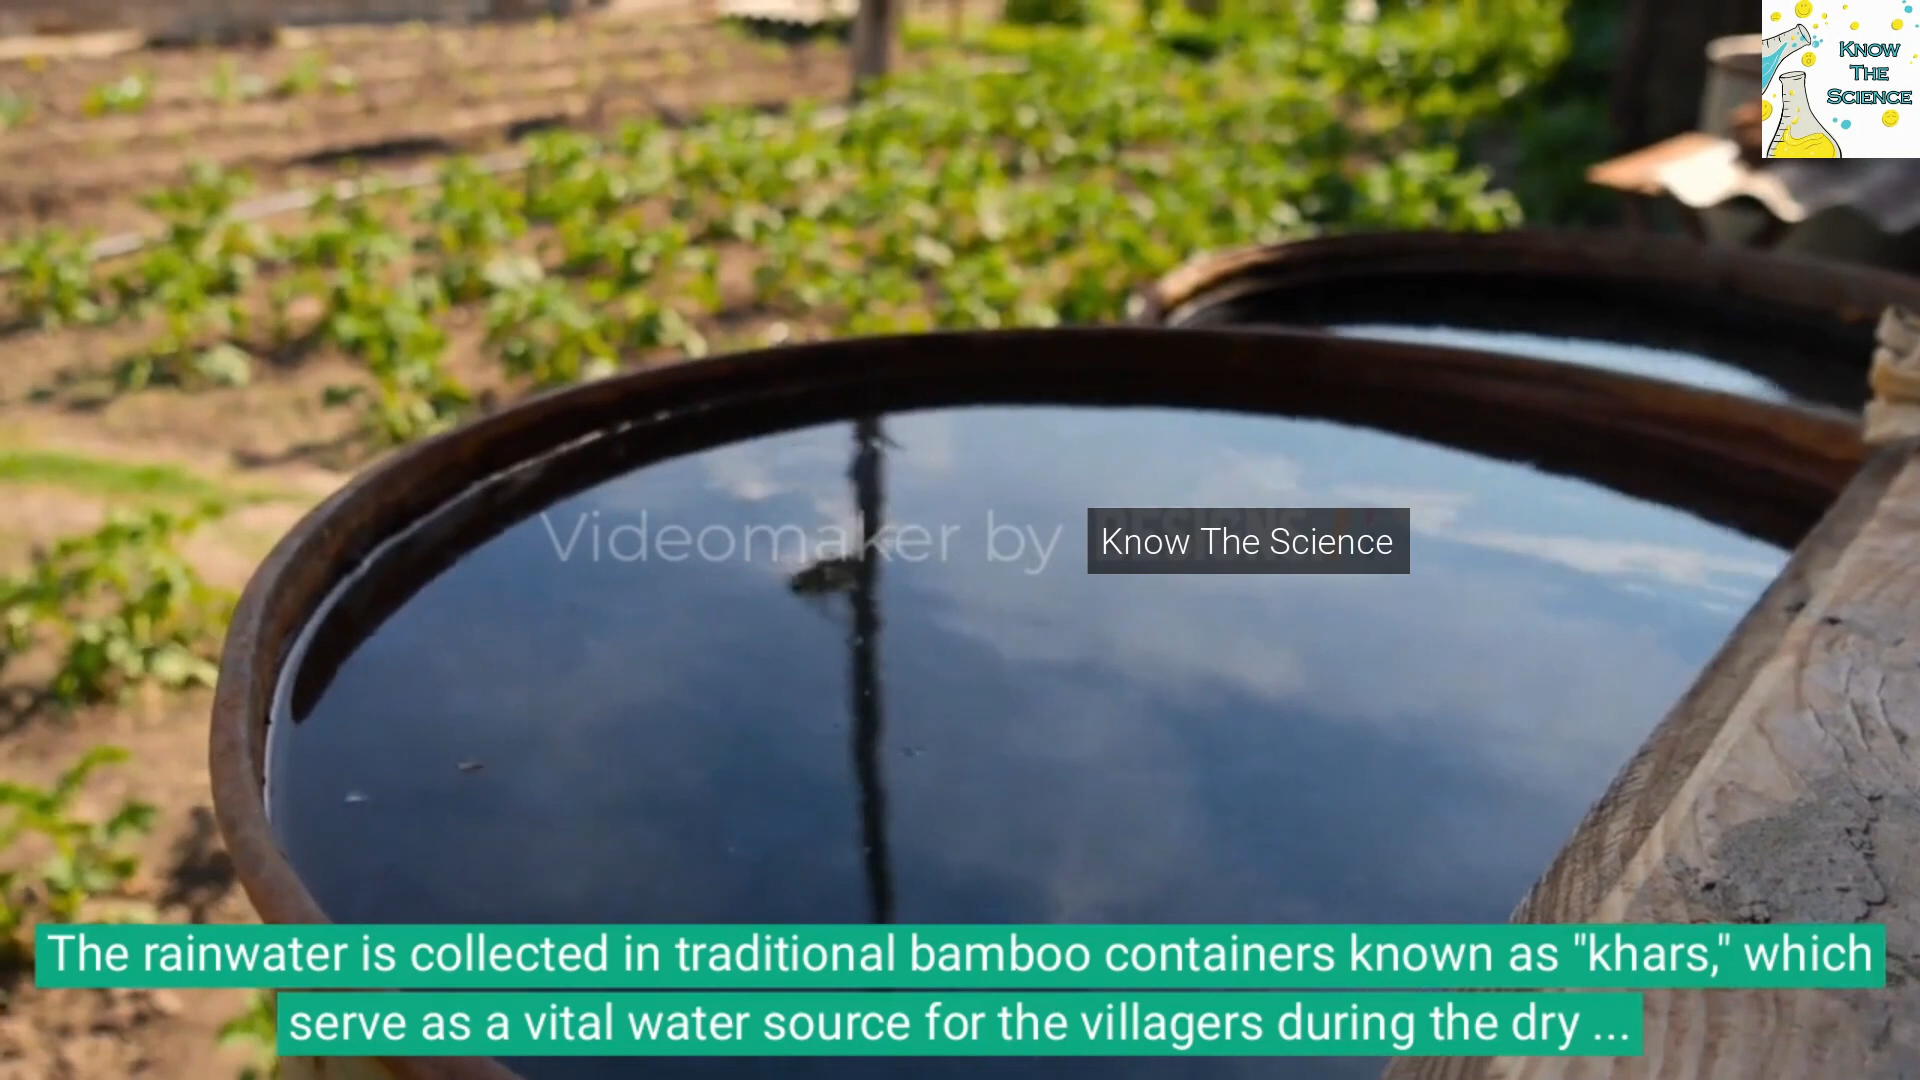 Know
The
Science
Videomaker by
Know The Science
The rainwater is collected in traditional bamboo containers known as "khars," which
serve as a vital water source for the villagers during the dry ...